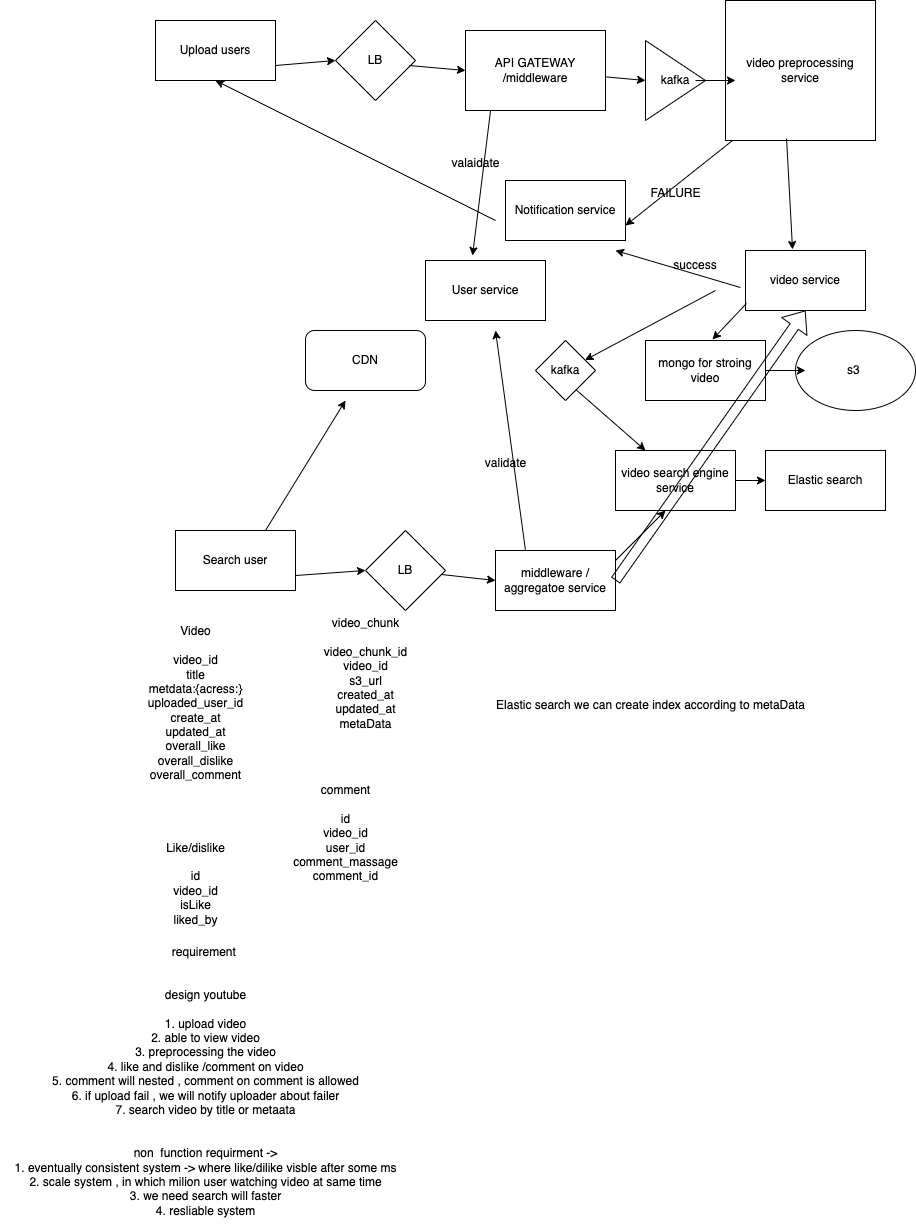 Upload users
LB
API GATEWAY
/middleware
kafka
video preprocessing
service
valaidate
Notification service
FAILURE
success
User service
video service
CDN
kafka
mongo for stroing
video
s3
validate
video search engine
service
Elastic search
Search user
LB
middleware /
aggregatoe service
Video
video_id
title
metdata:{acress:}
uploaded_user_id
create_at
updated_at
overall_like
overall_dislike
overall_comment
video_chunk
video_chunk_id
video_id
s3_url
created_at
updated_at
metaData
Elastic search we can create index according to metaData
comment
id
video_id
user_id
comment_massage
comment_id
Like/dislike
id
video_id
isLike
liked_by
requirement
design youtube
1. upload video
2. able to view video
3. preprocessing the video
4. like and dislike /comment on video
5. comment will nested , comment on comment is allowed
6. if upload fail , we will notify uploader about failer
7. search video by title or metaata
non function requirment ->
1. eventually consistent system -> where like/dilike visble after some ms
2. scale system , in which milion user watching video at same time
3. we need search will faster
4. resliable system